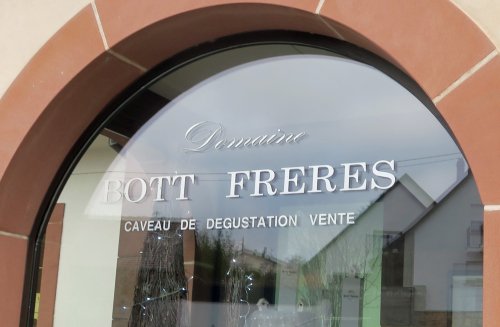 Domaine
BOTT FRERES
CAVEAU DE DEGUSTATION VENTE